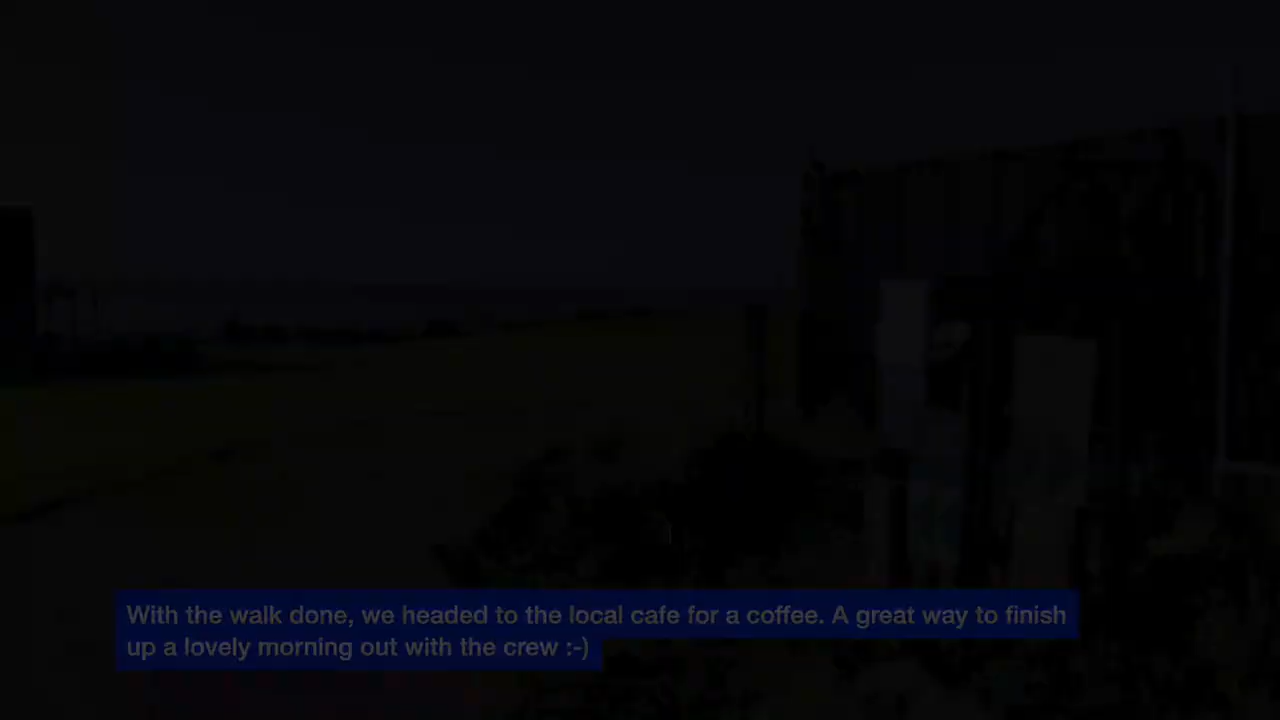 With the walk done, we headed to the local cafe for a coffee. A great way to finish
up a lovely morning out with the crew :-)